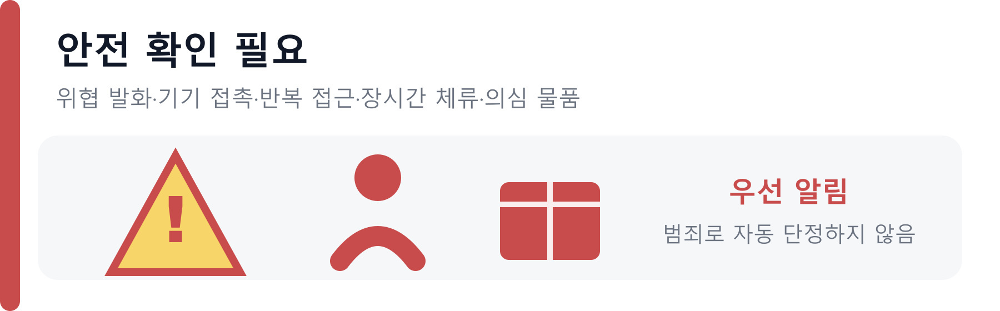 안전 확인 필요
위협 발화·기기 접촉·반복 접근·장시간 체류·의심 물품
!
우선 알림
범죄로 자동 단정하지 않음